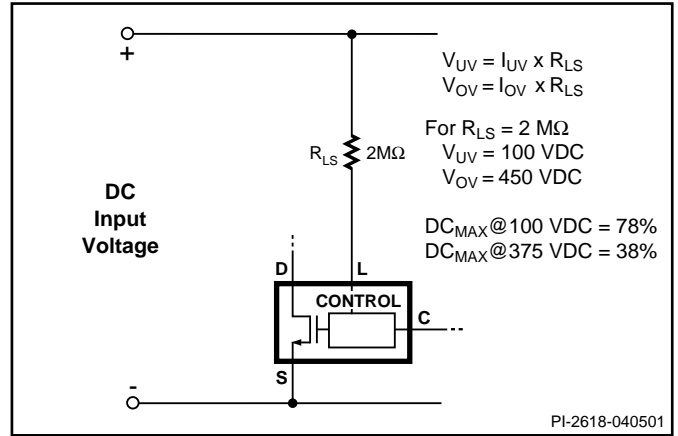 +
V_UV = I_UV x R_LS
V_OV = I_OV x R_LS
For R_LS = 2 MΩ
V_UV = 100 VDC
V_OV = 450 VDC
R_LS 2MΩ
DC
Input
Voltage
DC_MAX@100 VDC = 78%
DC_MAX@375 VDC = 38%
D L
CONTROL
C
S
-
PI-2618-040501